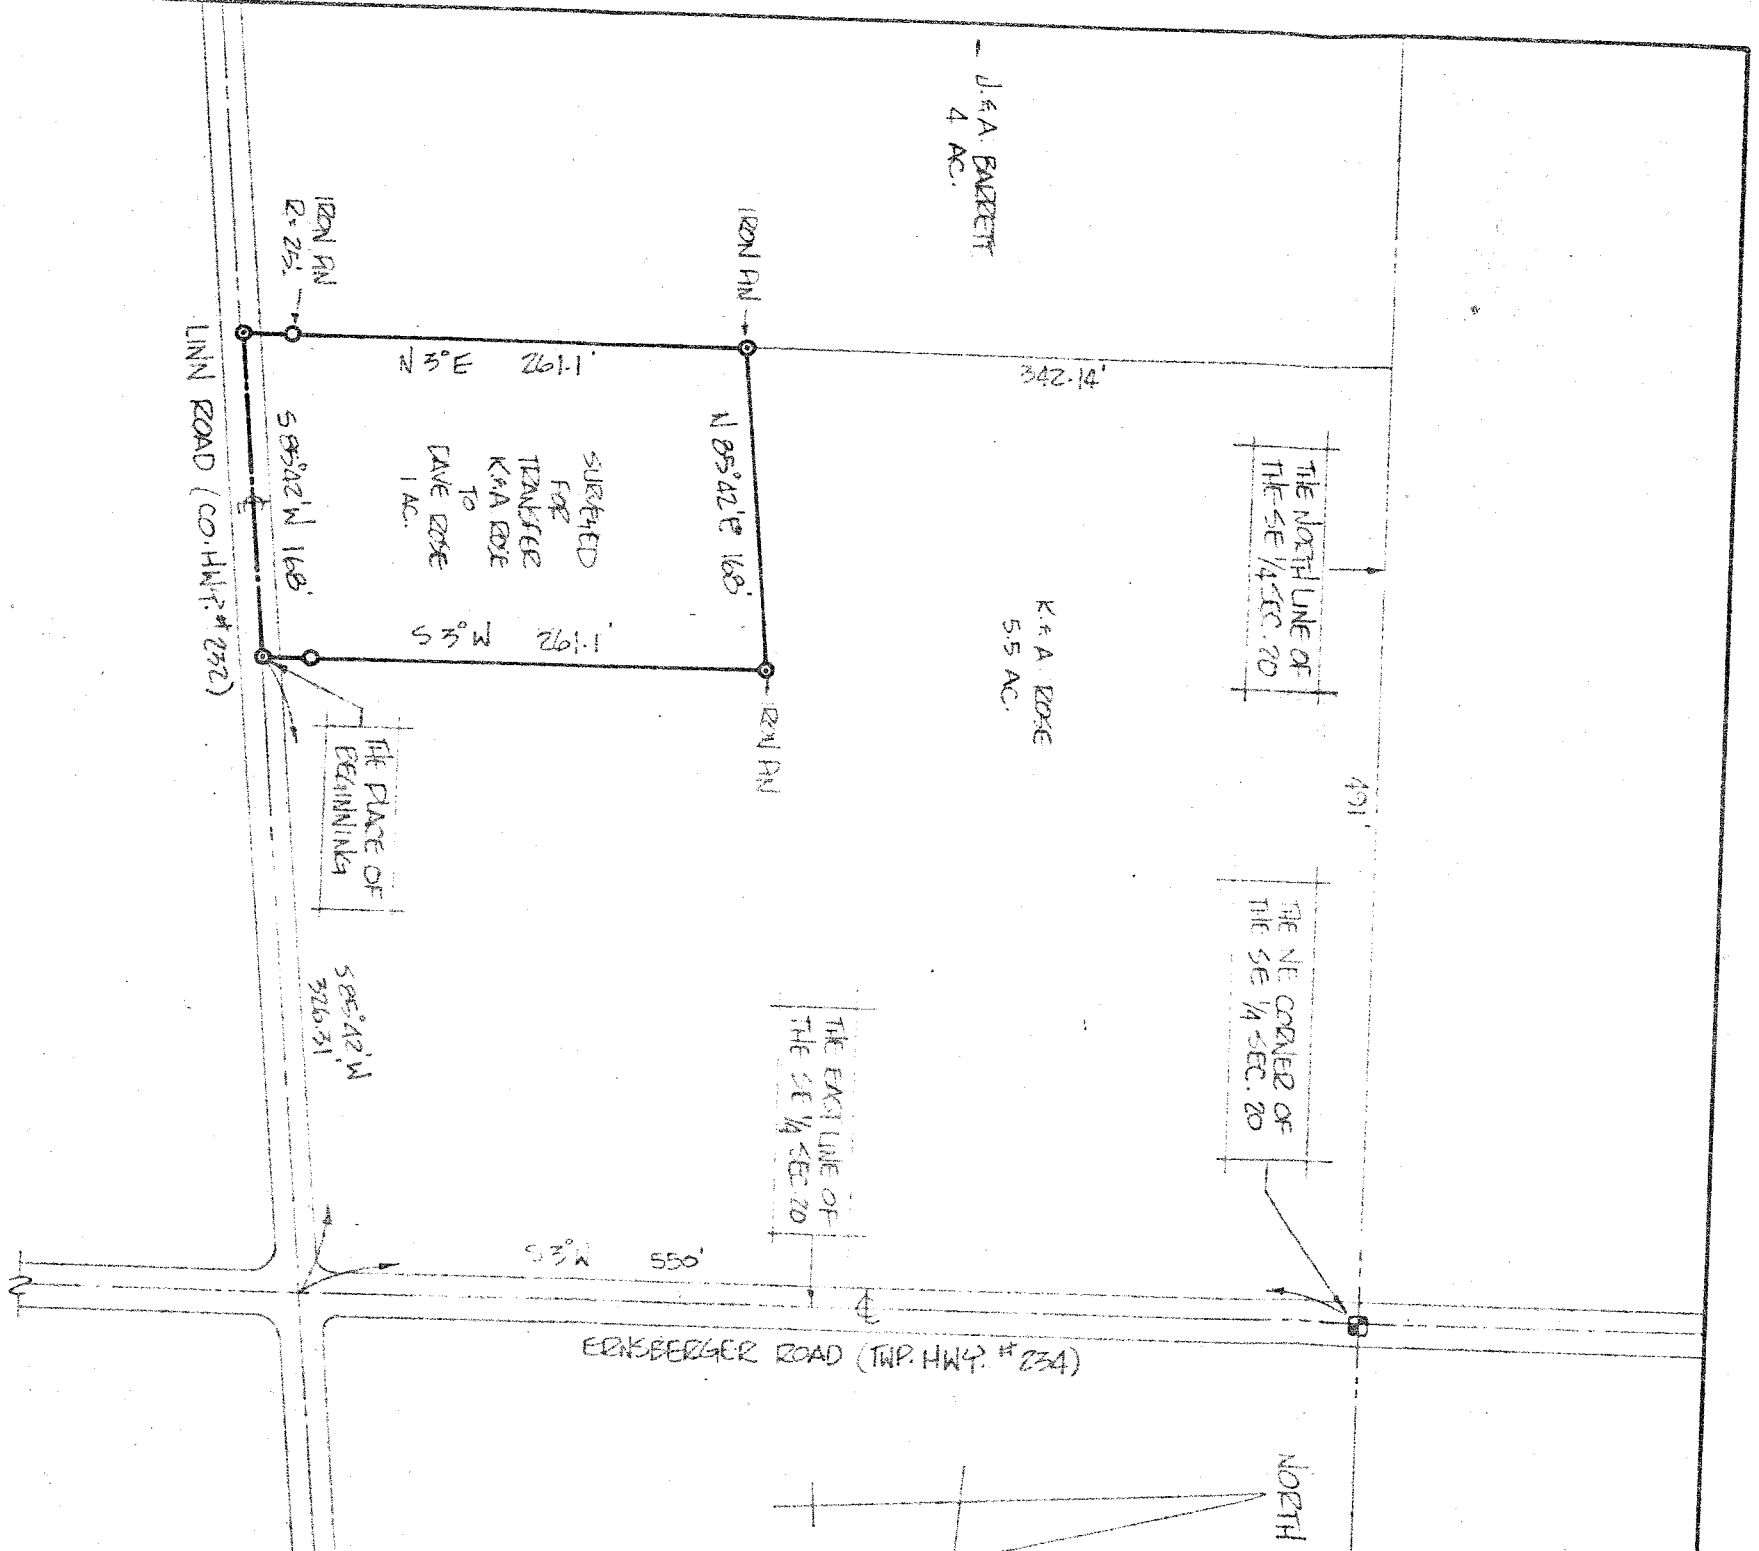 J. & A. BARRETT
4 AC.
IRON PIN
R=25'
IRON PIN
N 3°E 261.1'
342.14'
LINN ROAD (CO. HWY. # 232)
S 85°42' W 168'
SURVEYED
FOR
TRANSFER
K & A ROSE
TO
DAVE ROSE
1 AC.
N 85°42' E 168'
THE NORTH LINE OF
THE SE 1/4 SEC. 20
S 3° W 261.1'
K. & A ROSE
5.5 AC.
IRON PIN
THE PLACE OF
BEGINNING
491'
THE NE CORNER OF
THE SE 1/4 SEC. 20
S 85°42' W
326.31'
THE EAST LINE OF
THE SE 1/4 SEC. 20
S 3° W 550'
℄
ERNSBERGER ROAD (TWP. HWY. # 234)
NORTH